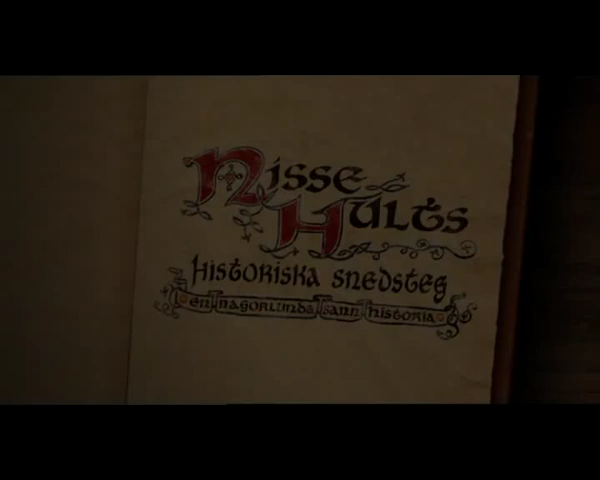 Nisse
Hults
Historiska snedsteg
en någorlunda sann historia